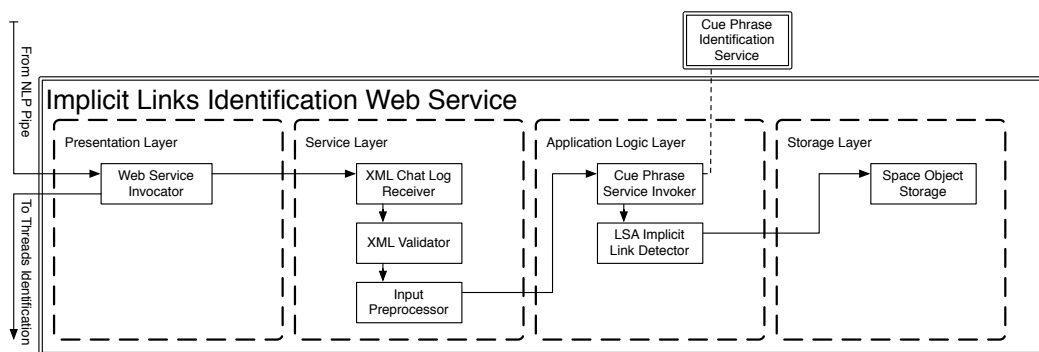 Cue Phrase
Identification
Service
From NLP Pipe
Implicit Links Identification Web Service
Presentation Layer
Service Layer
Application Logic Layer
Storage Layer
Web Service
Invocator
XML Chat Log
Receiver
Cue Phrase
Service Invoker
Space Object
Storage
To Threads Identification
XML Validator
LSA Implicit
Link Detector
Input
Preprocessor